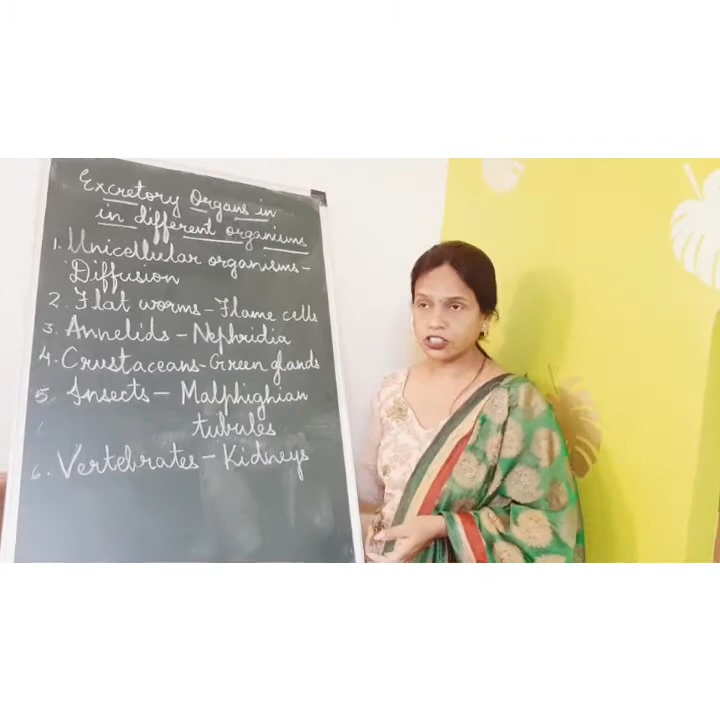 Excretory Organs in
in different organisms
1. Unicellular organisms-
Diffusion
2. Flat worms-Flame cells
3. Annelids - Nephridia
4. Crustaceans-Green glands
5. Insects - Malphighian
tubules
6. Vertebrates - Kidneys